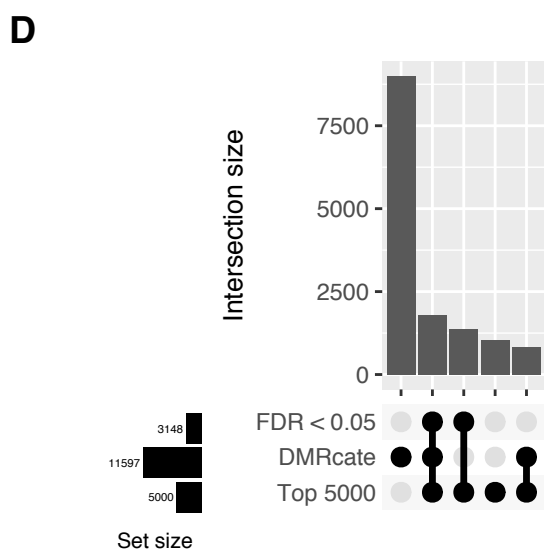 D
Intersection size
7500
5000
2500
0
3148
11597
5000
FDR < 0.05
DMRcate
Top 5000
Set size